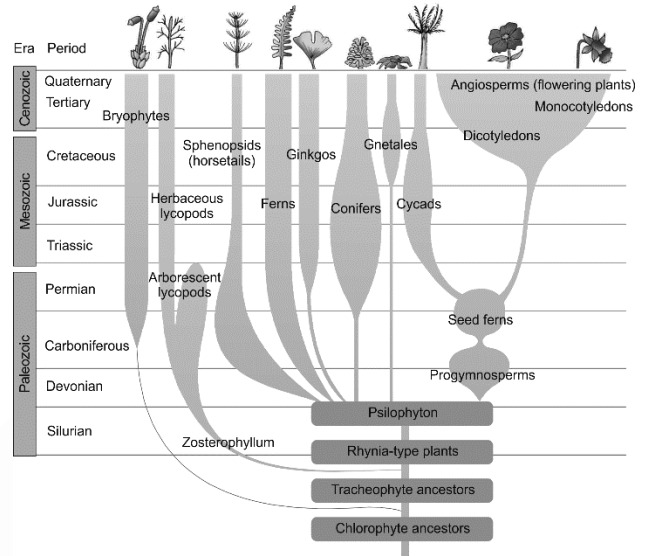 Era Period
Cenozoic
Quaternary
Tertiary
Angiosperms (flowering plants)
Monocotyledons
Bryophytes
Dicotyledons
Mesozoic
Cretaceous
Sphenopsids
(horsetails)
Ginkgos
Gnetales
Jurassic
Herbaceous
lycopods
Ferns
Conifers
Cycads
Triassic
Paleozoic
Permian
Arborescent
lycopods
Seed ferns
Carboniferous
Devonian
Progymnosperms
Psilophyton
Silurian
Zosterophyllum
Rhynia-type plants
Tracheophyte ancestors
Chlorophyte ancestors